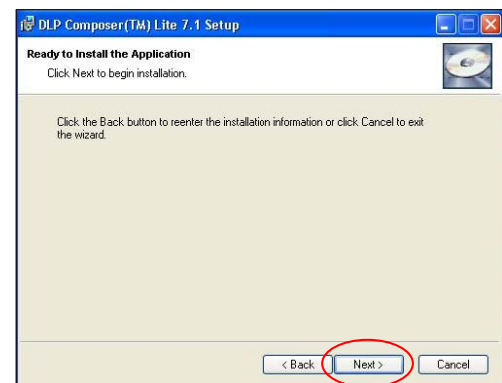 DLP Composer(TM) Lite 7.1 Setup
Ready to Install the Application
Click Next to begin installation.
Click the Back button to reenter the installation information or click Cancel to exit
the wizard.
< Back
Next >
Cancel